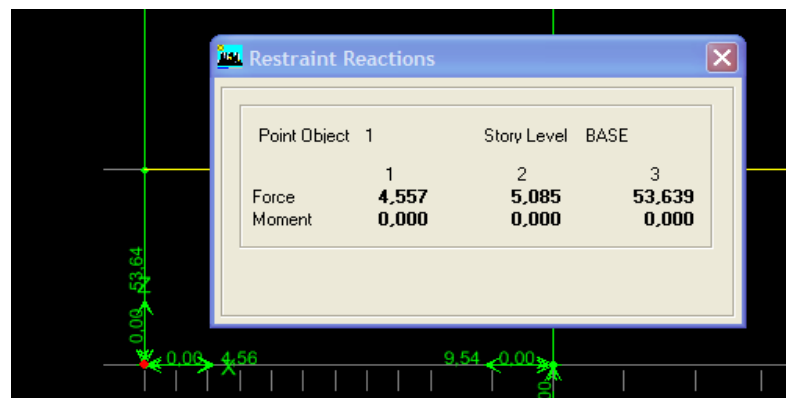 Restraint Reactions
Point Object 1 Story Level BASE
1 2 3
Force 4,557 5,085 53,639
Moment 0,000 0,000 0,000
53,64
Z
0,00
0,00 4,56
X
9,54 0,00
00